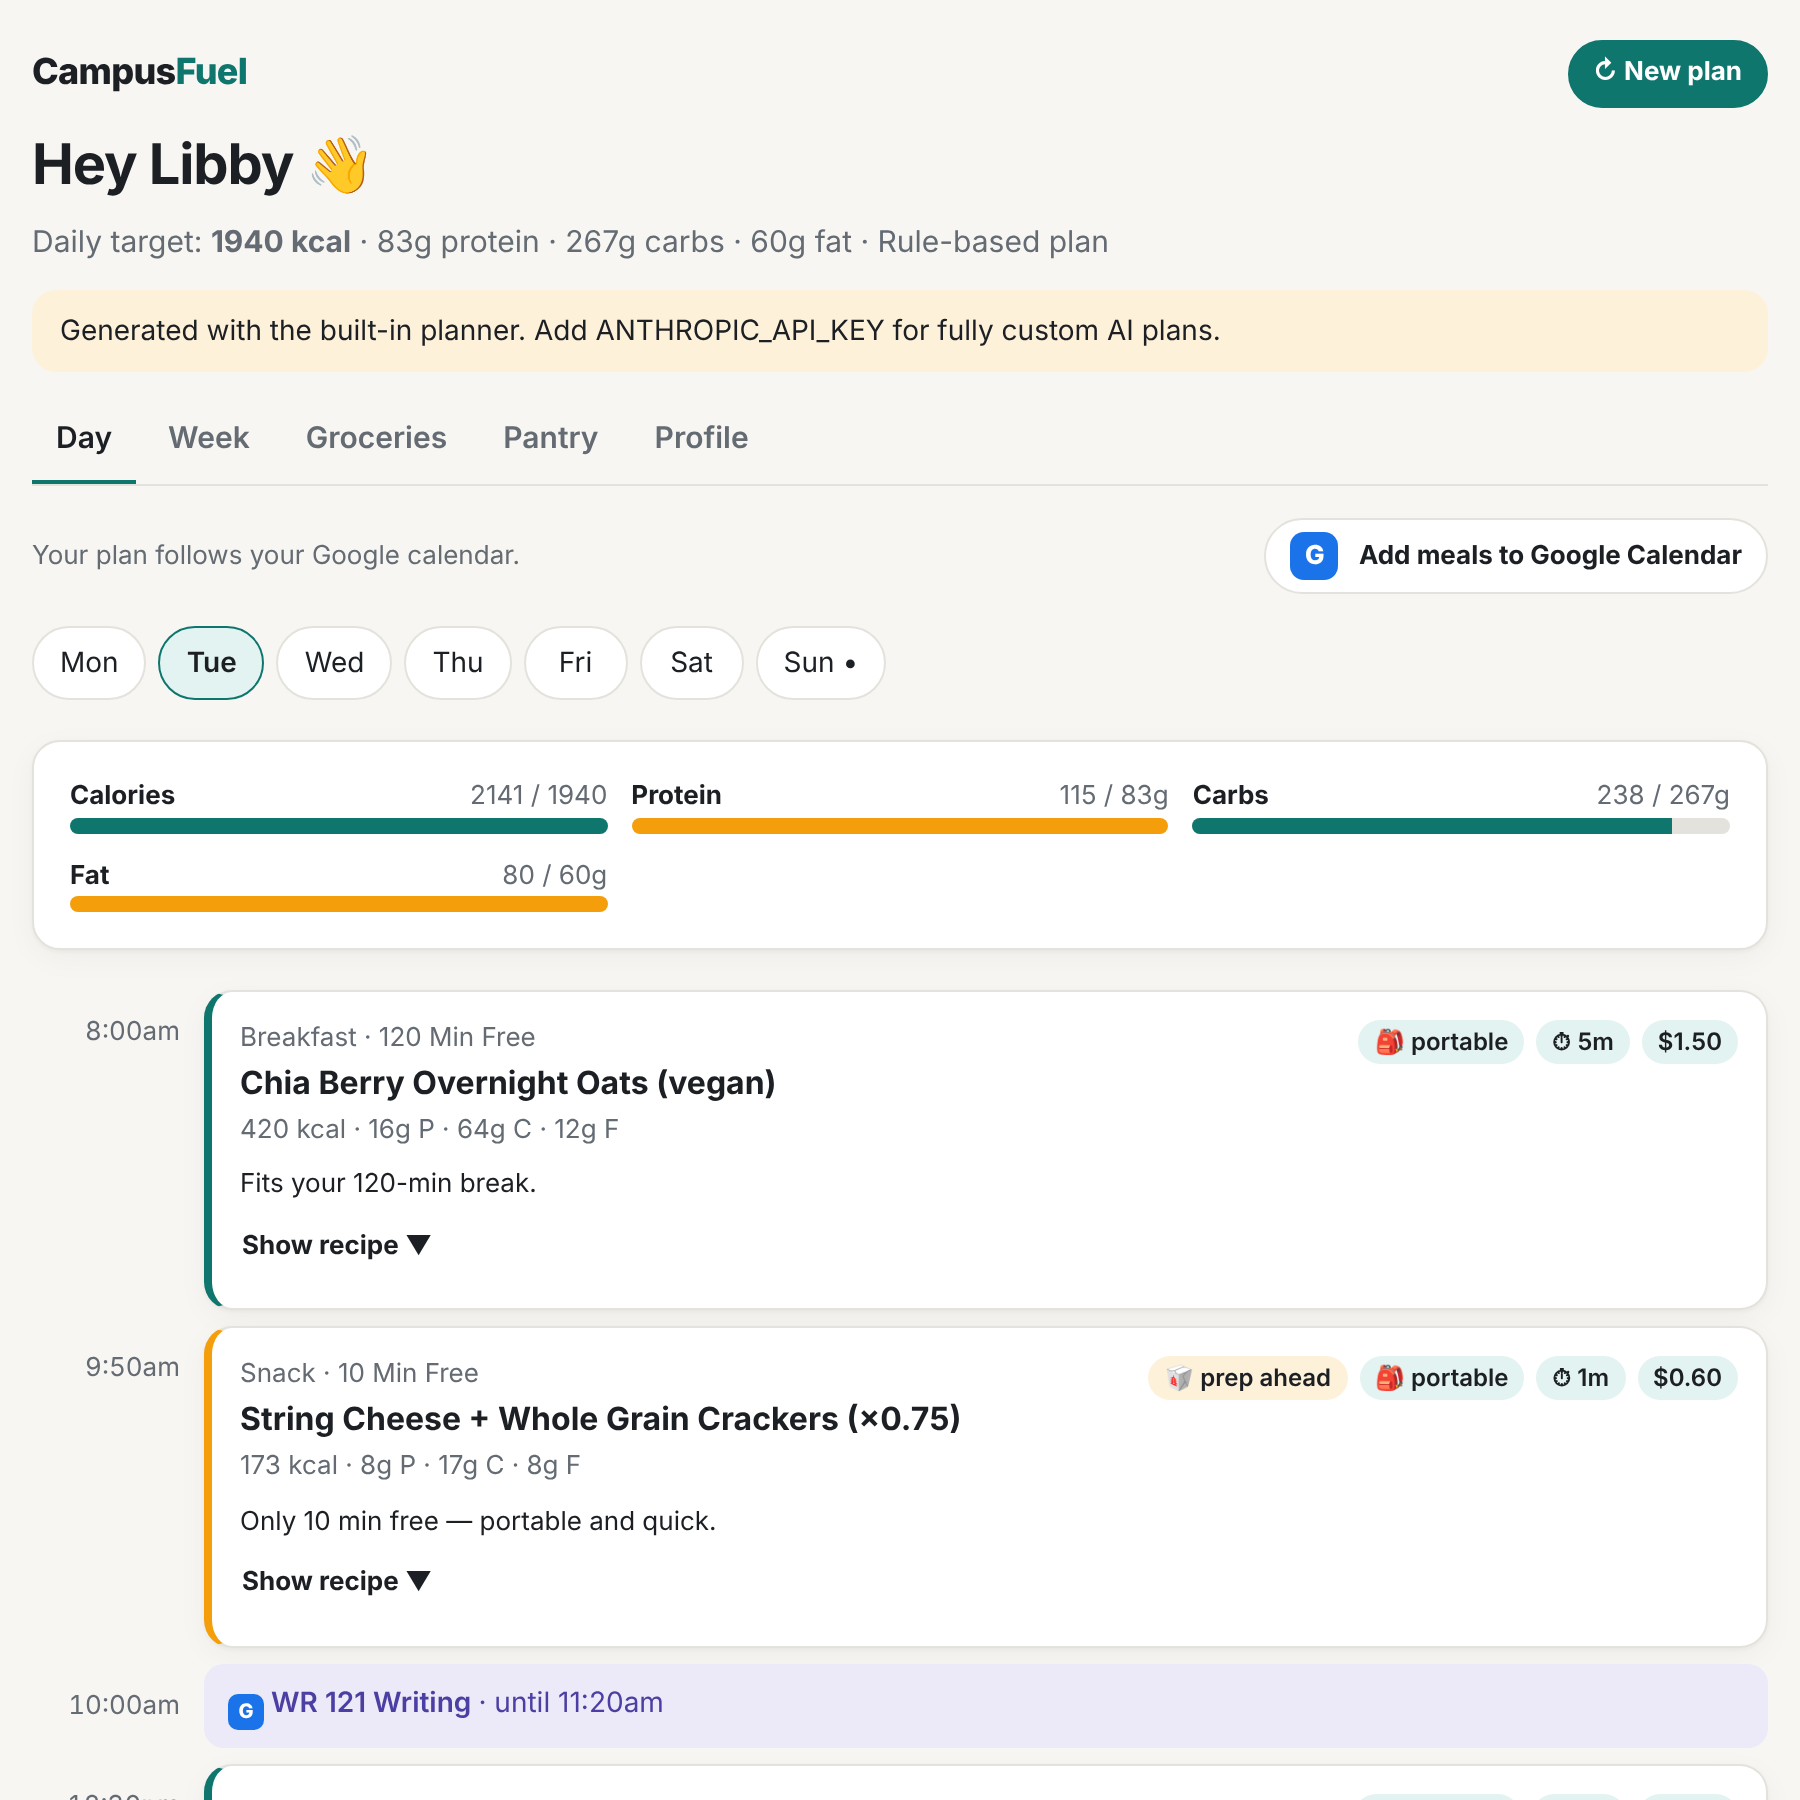 CampusFuel
↻ New plan
Hey Libby 👋
Daily target: 1940 kcal · 83g protein · 267g carbs · 60g fat · Rule-based plan
Generated with the built-in planner. Add ANTHROPIC_API_KEY for fully custom AI plans.
Day Week Groceries Pantry Profile
Your plan follows your Google calendar.
G Add meals to Google Calendar
Mon Tue Wed Thu Fri Sat Sun •
Calories 2141 / 1940 Protein 115 / 83g Carbs 238 / 267g
Fat 80 / 60g
8:00am
Breakfast · 120 Min Free
🎒 portable ⏱ 5m $1.50
Chia Berry Overnight Oats (vegan)
420 kcal · 16g P · 64g C · 12g F
Fits your 120-min break.
Show recipe ▼
9:50am
Snack · 10 Min Free
🧊 prep ahead 🎒 portable ⏱ 1m $0.60
String Cheese + Whole Grain Crackers (×0.75)
173 kcal · 8g P · 17g C · 8g F
Only 10 min free — portable and quick.
Show recipe ▼
10:00am
G WR 121 Writing · until 11:20am